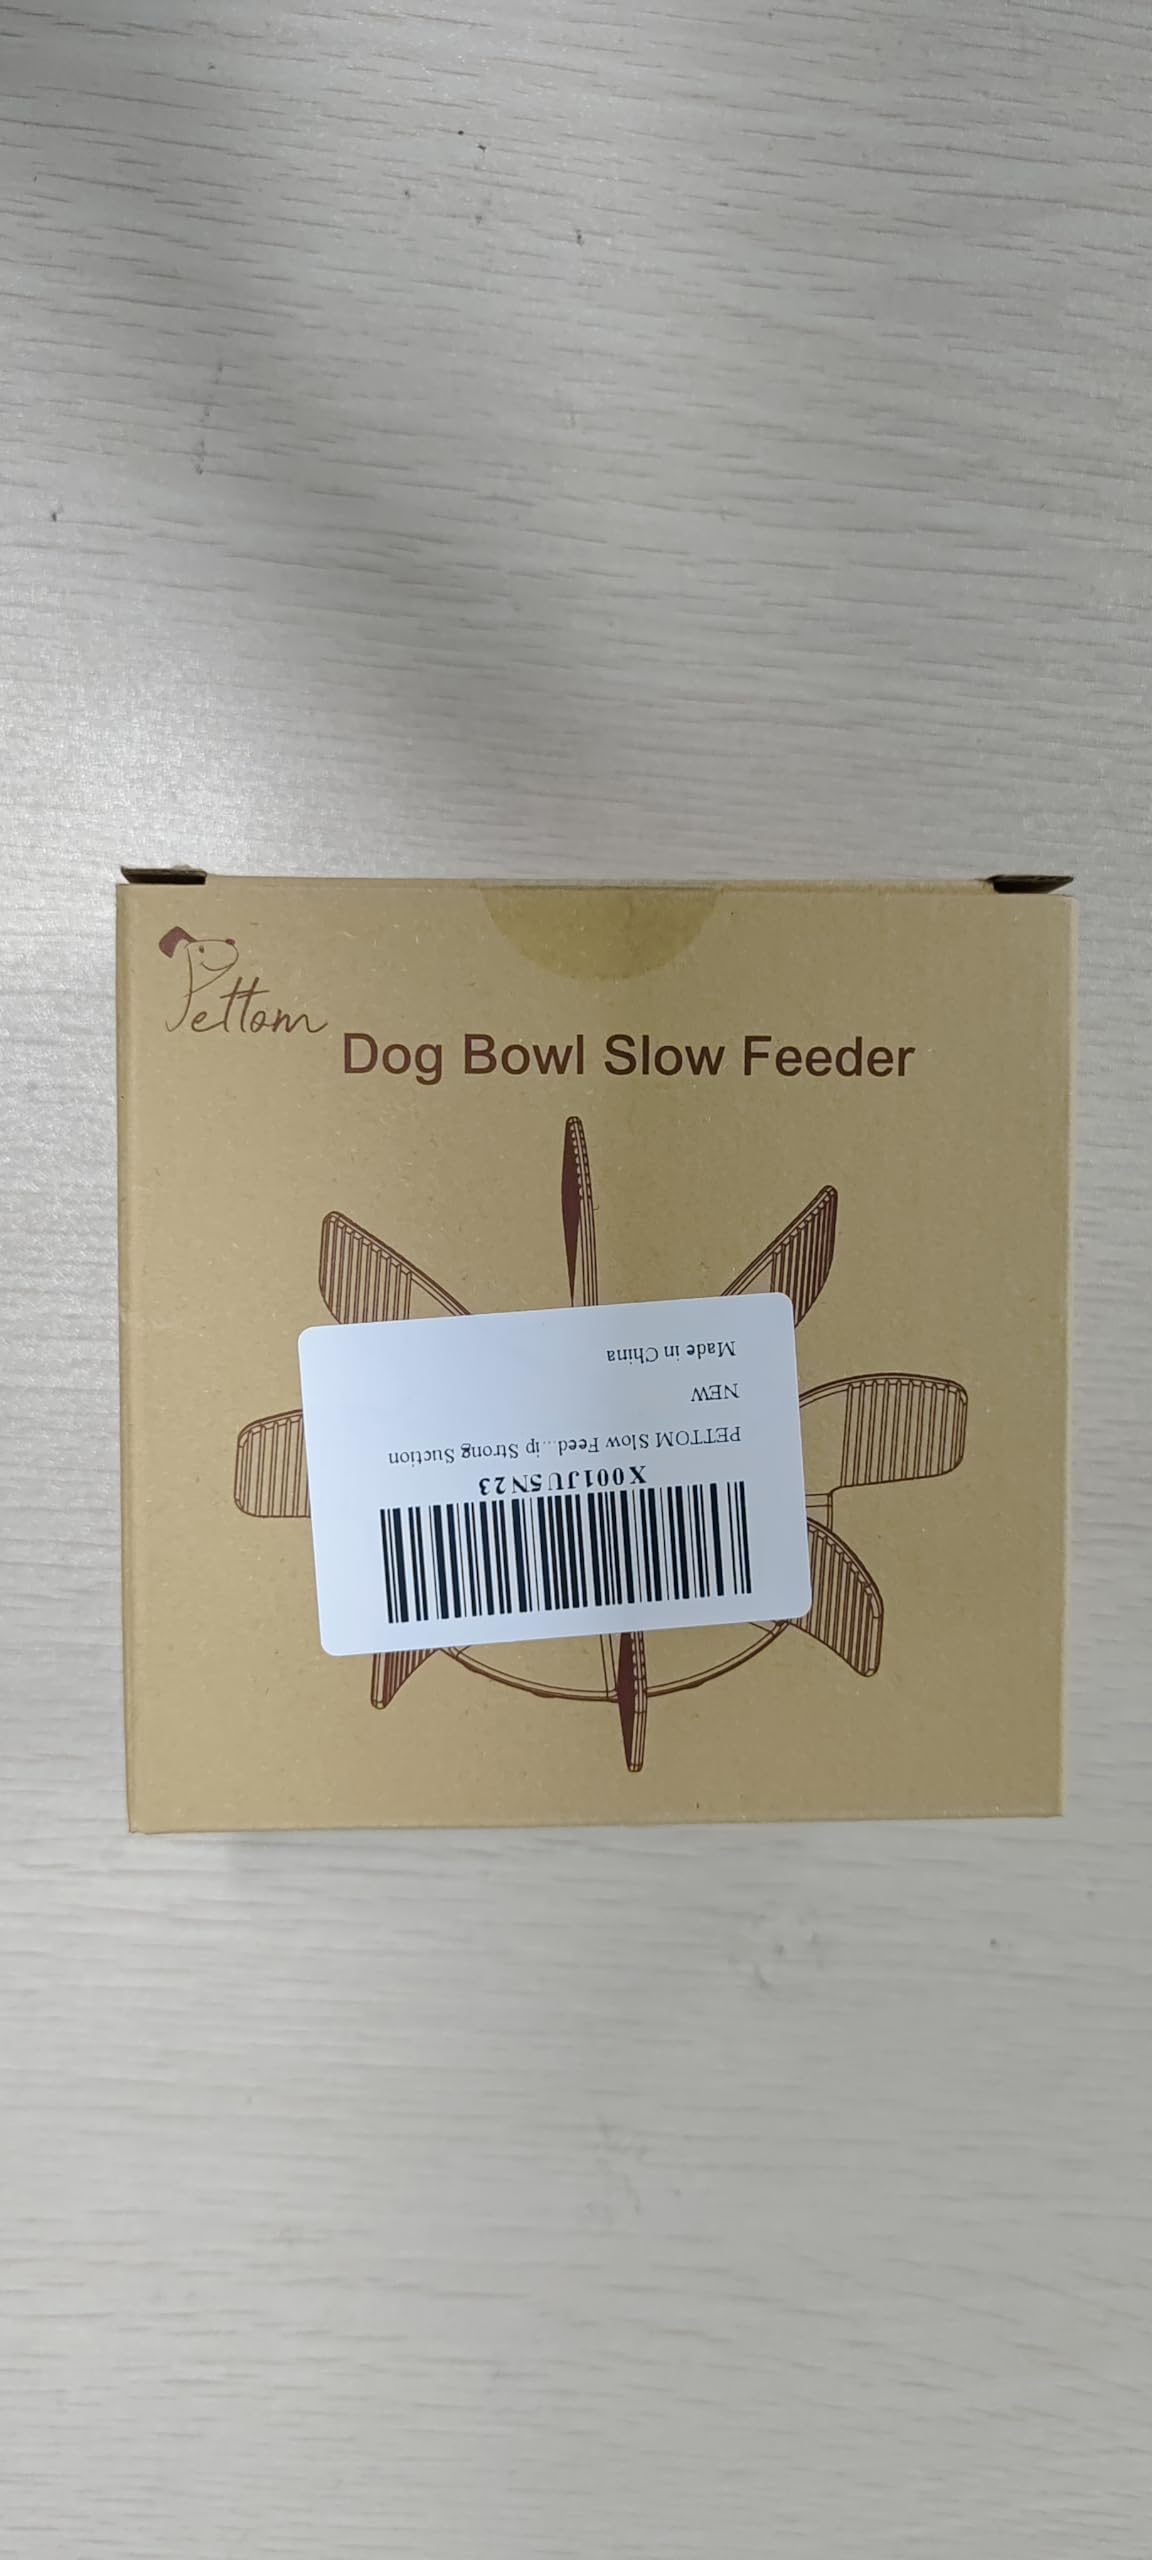 Pettom
Dog Bowl Slow Feeder
X001JU5N23
PETTOM Slow Feed...ip Strong Suction
NEW
Made in China